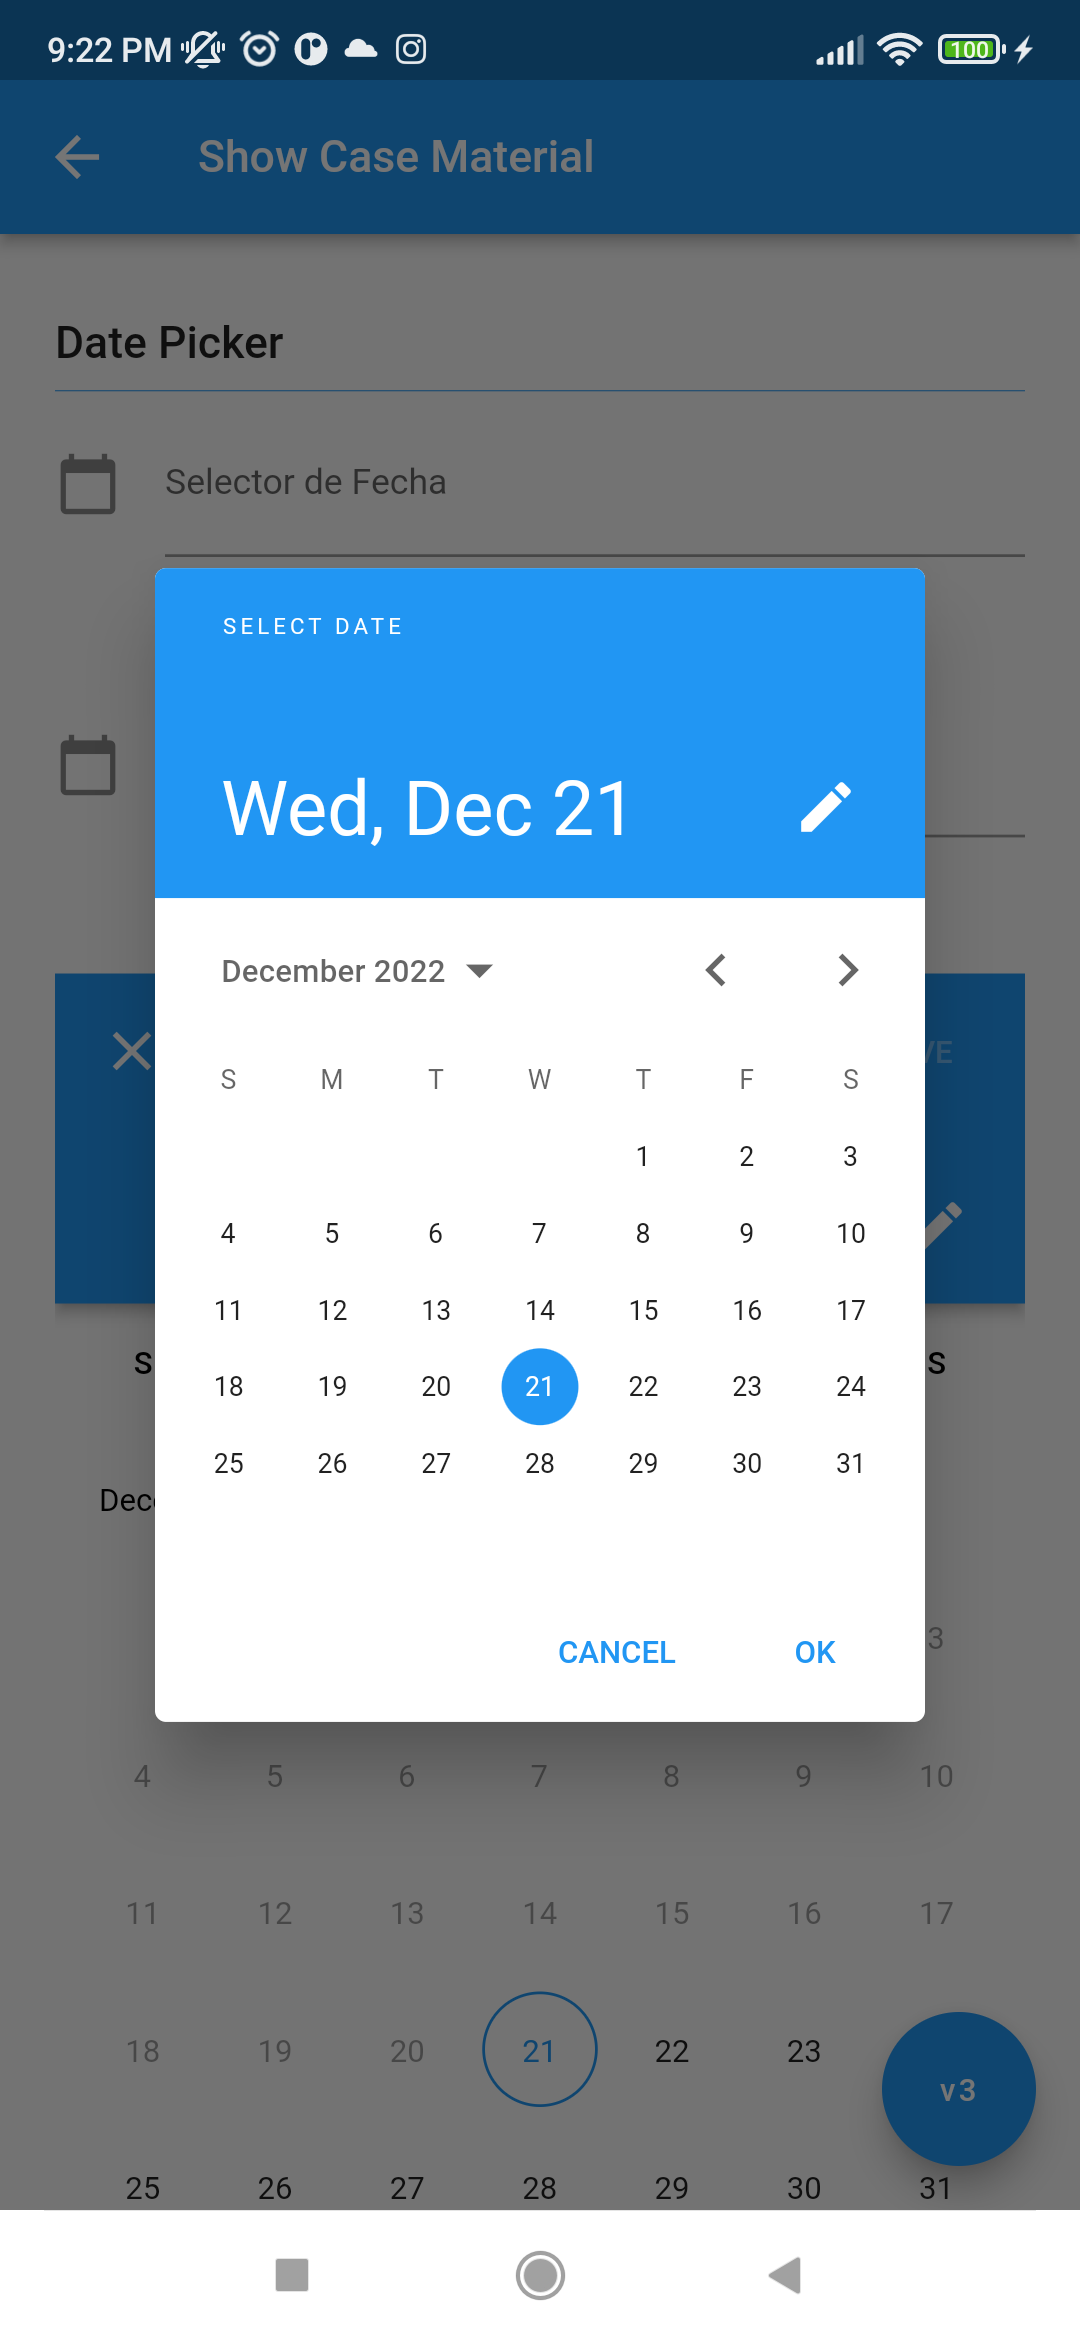 9:22 PM 100
Show Case Material
Date Picker
Selector de Fecha
SELECT DATE
Wed, Dec 21
December 2022
S M T W T F S
1 2 3
4 5 6 7 8 9 10
11 12 13 14 15 16 17
18 19 20 21 22 23 24
25 26 27 28 29 30 31
CANCEL OK
VE
S S
Dec
3
4 5 6 7 8 9 10
11 12 13 14 15 16 17
18 19 20 21 22 23
v3
25 26 27 28 29 30 31